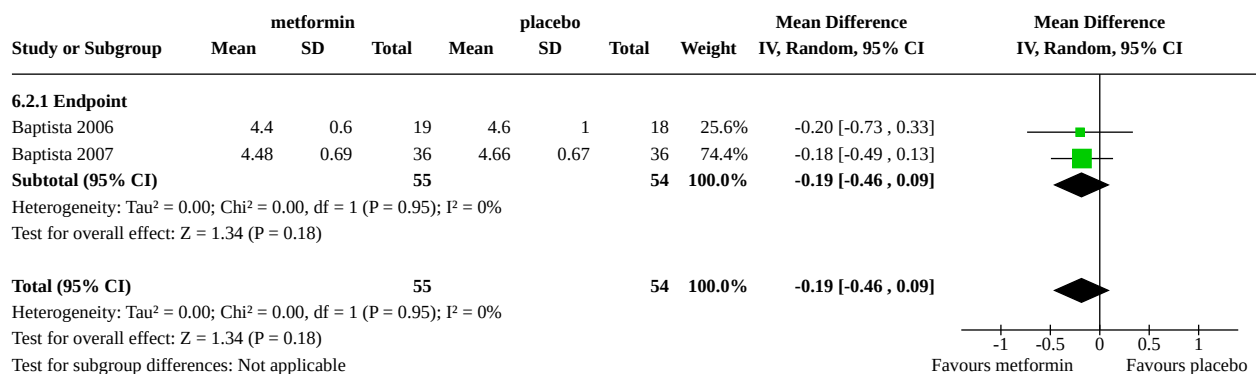 metformin placebo Mean Difference Mean Difference
Study or Subgroup Mean SD Total Mean SD Total Weight IV, Random, 95% CI IV, Random, 95% CI
6.2.1 Endpoint
Baptista 2006 4.4 0.6 19 4.6 1 18 25.6% -0.20 [-0.73 , 0.33]
Baptista 2007 4.48 0.69 36 4.66 0.67 36 74.4% -0.18 [-0.49 , 0.13]
Subtotal (95% CI) 55 54 100.0% -0.19 [-0.46 , 0.09]
Heterogeneity: Tau² = 0.00; Chi² = 0.00, df = 1 (P = 0.95); I² = 0%
Test for overall effect: Z = 1.34 (P = 0.18)
Total (95% CI) 55 54 100.0% -0.19 [-0.46 , 0.09]
Heterogeneity: Tau² = 0.00; Chi² = 0.00, df = 1 (P = 0.95); I² = 0%
Test for overall effect: Z = 1.34 (P = 0.18)
-1 -0.5 0 0.5 1
Test for subgroup differences: Not applicable Favours metformin Favours placebo